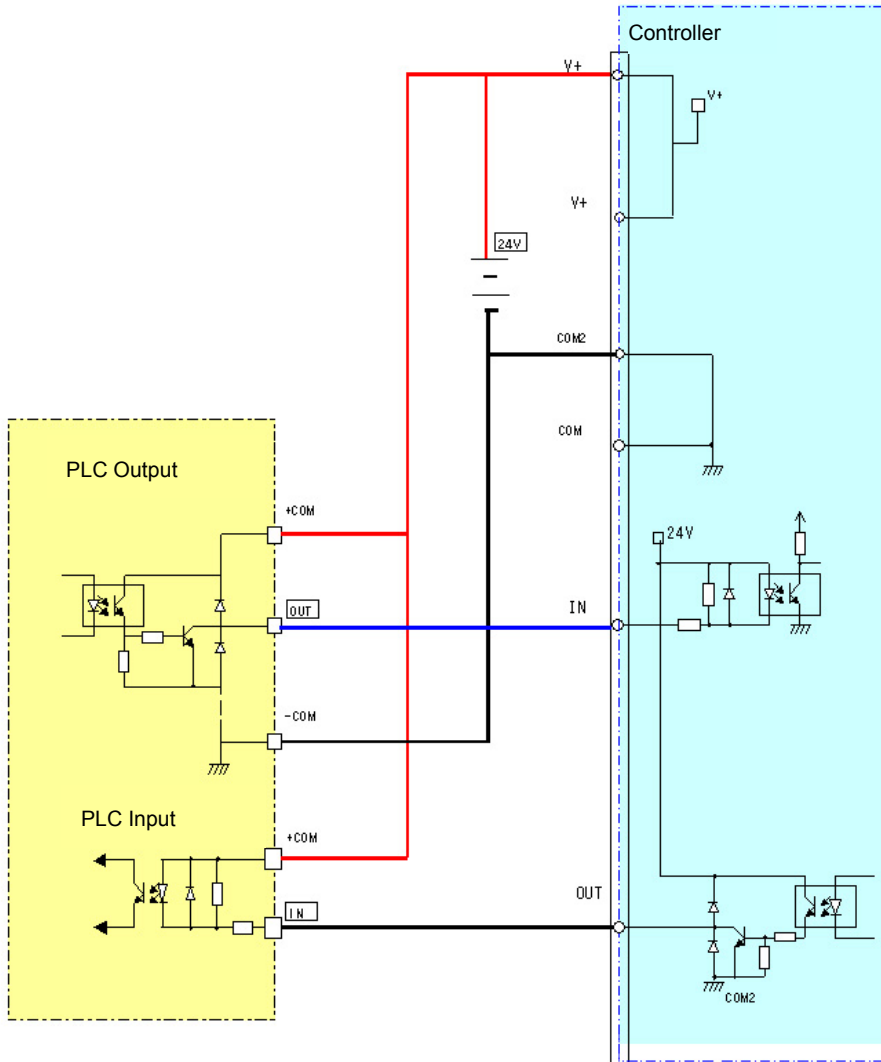 Controller
V+
V+
V+
24V
COM2
COM
PLC Output
+COM
24V
OUT
IN
-COM
PLC Input
+COM
OUT
IN
COM2